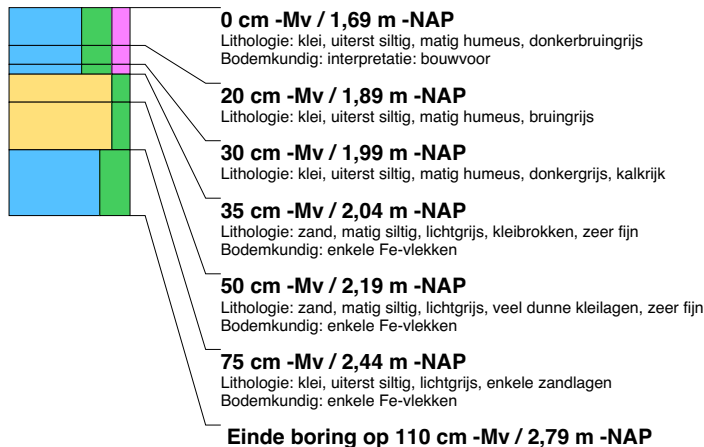 0 cm -Mv / 1,69 m -NAP
Lithologie: klei, uiterst siltig, matig humeus, donkerbruingrijs
Bodemkundig: interpretatie: bouwvoor
20 cm -Mv / 1,89 m -NAP
Lithologie: klei, uiterst siltig, matig humeus, bruingrijs
30 cm -Mv / 1,99 m -NAP
Lithologie: klei, uiterst siltig, matig humeus, donkergrijs, kalkrijk
35 cm -Mv / 2,04 m -NAP
Lithologie: zand, matig siltig, lichtgrijs, kleibrokken, zeer fijn
Bodemkundig: enkele Fe-vlekken
50 cm -Mv / 2,19 m -NAP
Lithologie: zand, matig siltig, lichtgrijs, veel dunne kleilagen, zeer fijn
Bodemkundig: enkele Fe-vlekken
75 cm -Mv / 2,44 m -NAP
Lithologie: klei, uiterst siltig, lichtgrijs, enkele zandlagen
Bodemkundig: enkele Fe-vlekken
Einde boring op 110 cm -Mv / 2,79 m -NAP